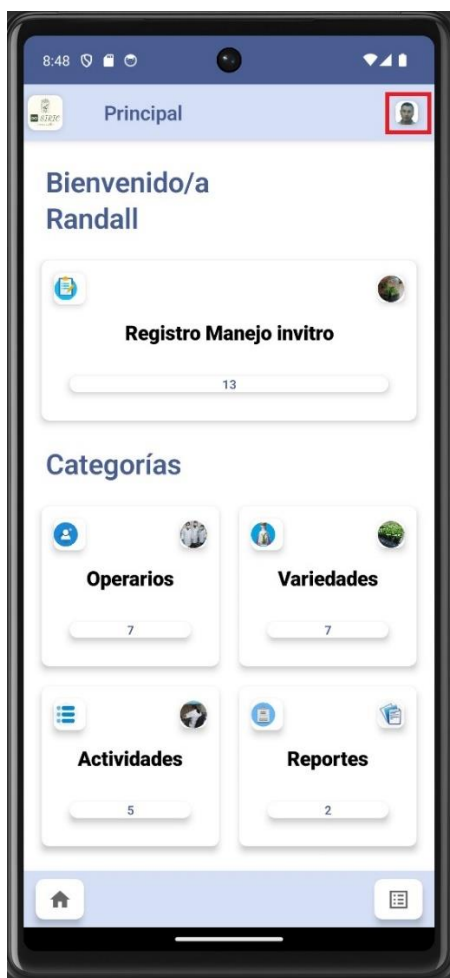 8:48
Principal
Bienvenido/a
Randall
Registro Manejo invitro
13
Categorías
Operarios
Variedades
7
7
Actividades
Reportes
5
2